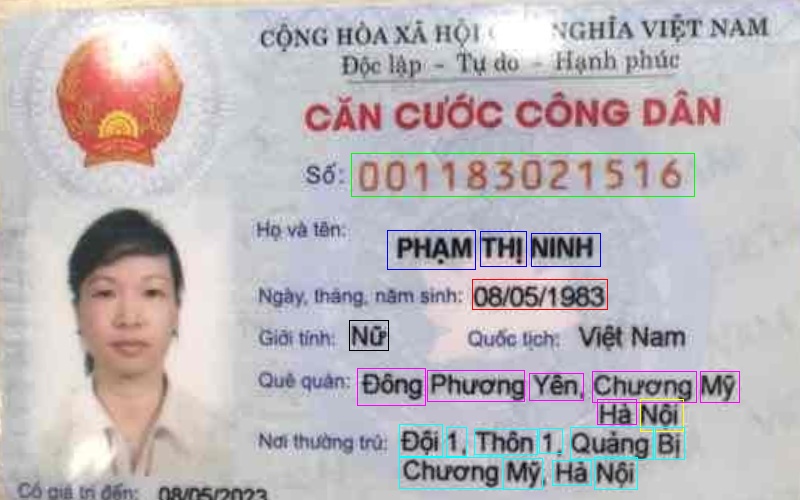 CỘNG HÒA XÃ HỘI NGHĨA VIỆT NAM
Độc lập - Tự do - Hạnh phúc
CĂN CƯỚC CÔNG DÂN
Số: 001183021516
Họ và tên: PHẠM THỊ NINH
Ngày, tháng, năm sinh: 08/05/1983
Giới tính: Nữ Quốc tịch: Việt Nam
Quê quán: Đông Phương Yên, Chương Mỹ
Hà Nội
Nơi thường trú: Đội 1, Thôn 1, Quảng Bị
Chương Mỹ, Hà Nội
Có giá trị đến: 08/05/2023